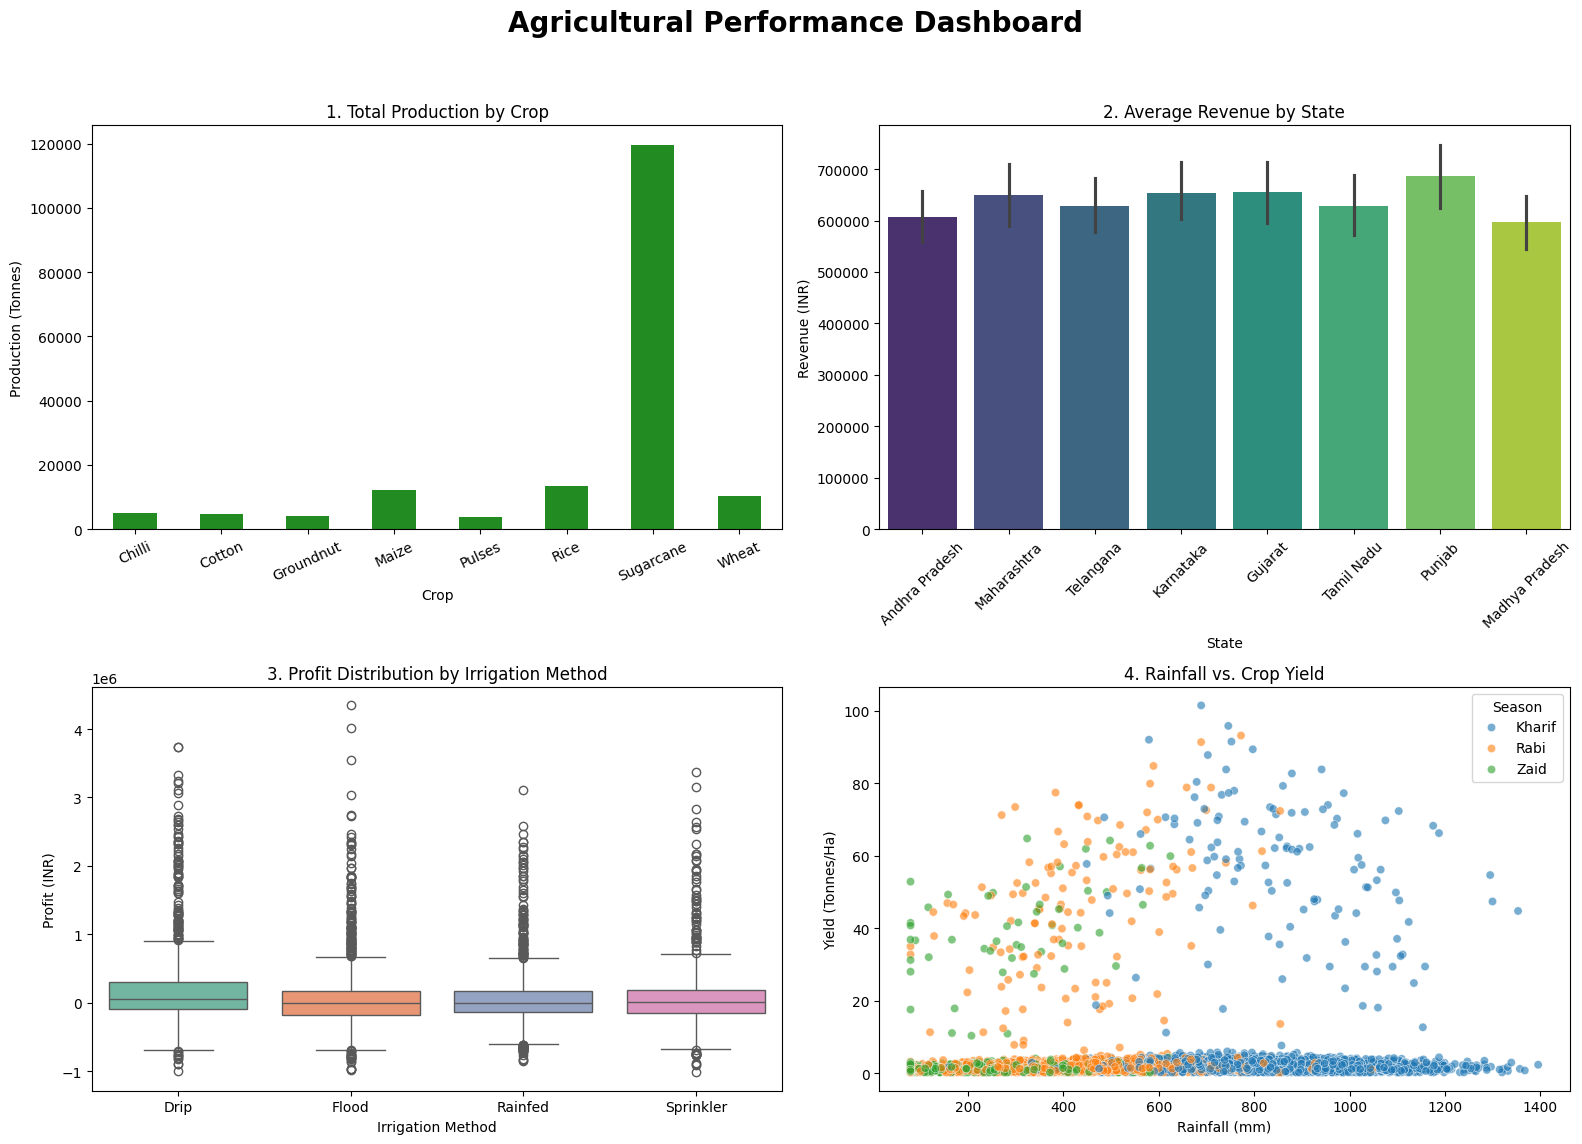 Agricultural Performance Dashboard
1. Total Production by Crop
Production (Tonnes)
120000
100000
80000
60000
40000
20000
0
Chilli
Cotton
Groundnut
Maize
Pulses
Rice
Sugarcane
Wheat
Crop
2. Average Revenue by State
Revenue (INR)
700000
600000
500000
400000
300000
200000
100000
0
Andhra Pradesh
Maharashtra
Telangana
Karnataka
Gujarat
Tamil Nadu
Punjab
Madhya Pradesh
State
3. Profit Distribution by Irrigation Method
1e6
Profit (INR)
4
3
2
1
0
−1
Drip
Flood
Rainfed
Sprinkler
Irrigation Method
4. Rainfall vs. Crop Yield
Yield (Tonnes/Ha)
100
80
60
40
20
0
Season
Kharif
Rabi
Zaid
200
400
600
800
1000
1200
1400
Rainfall (mm)